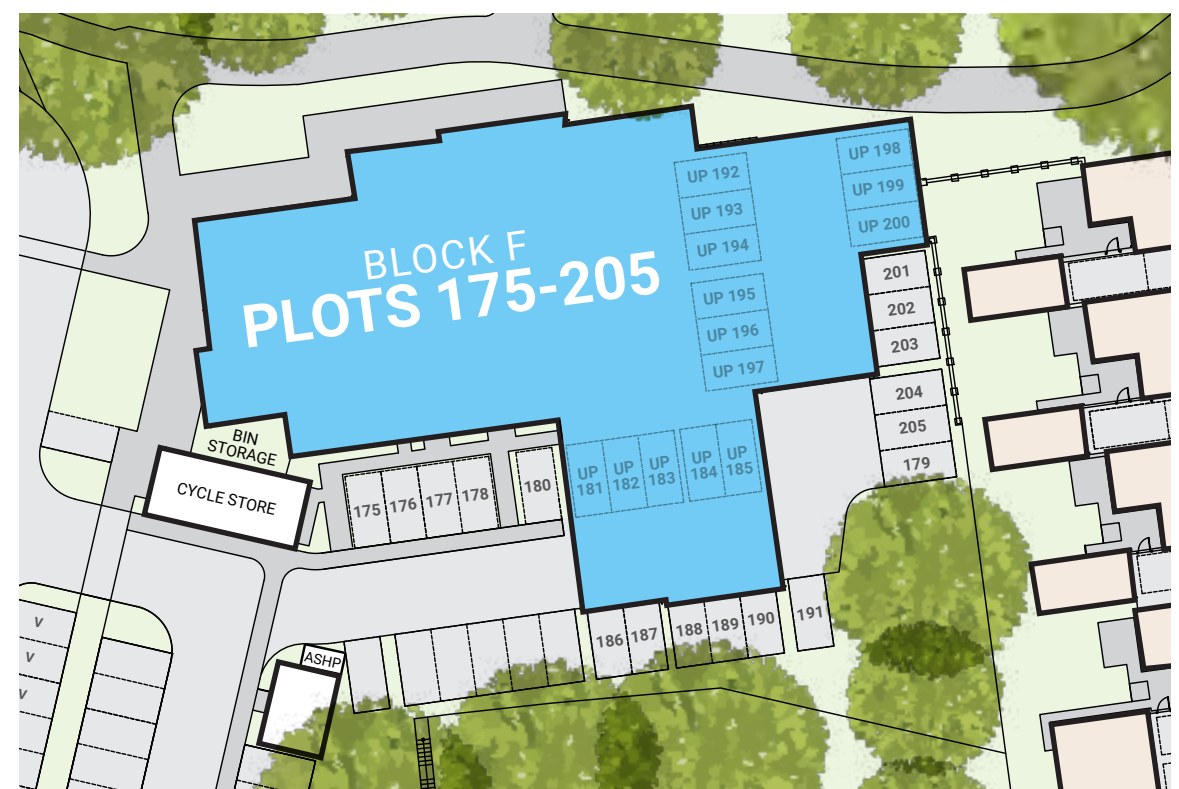 UP 198
UP 199
UP 200
UP 192
UP 193
UP 194
BLOCK F
PLOTS 175-205
201
202
203
UP 195
UP 196
UP 197
204
205
179
BIN
STORAGE
CYCLE STORE
175
176
177
178
180
UP
181
UP
182
UP
183
UP
184
UP
185
186
187
188
189
190
191
V
V
V
ASHP